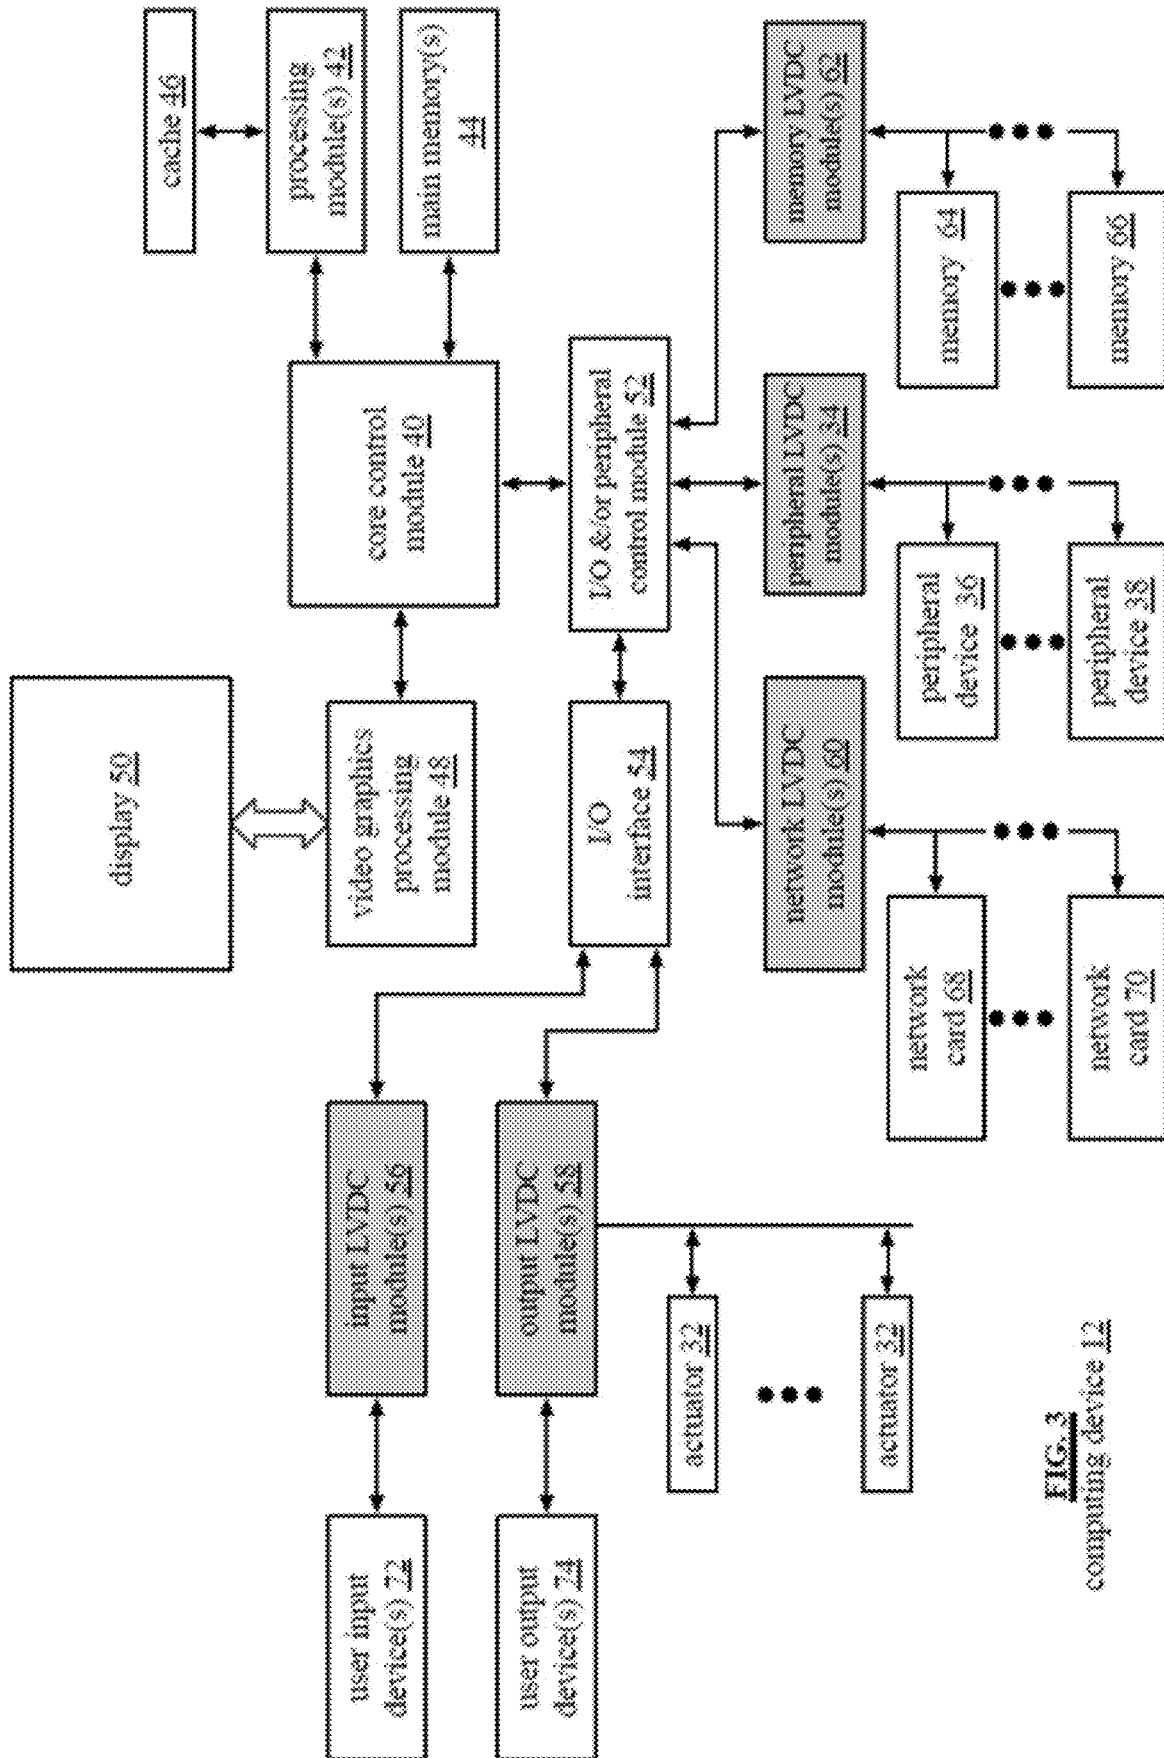 display 50
cache 46
video graphics
processing
module 48
core control
module 40
processing
module(s) 42
main memory(s)
44
user input
device(s) 72
input LVDC
module(s) 56
user output
device(s) 74
output LVDC
module(s) 58
I/O
interface 54
I/O &/or peripheral
control module 52
actuator 32
actuator 32
network LVDC
module(s) 60
peripheral LVDC
module(s) 34
memory LVDC
module(s) 62
network
card 68
peripheral
device 36
memory 64
network
card 70
peripheral
device 38
memory 66
FIG. 3
computing device 12